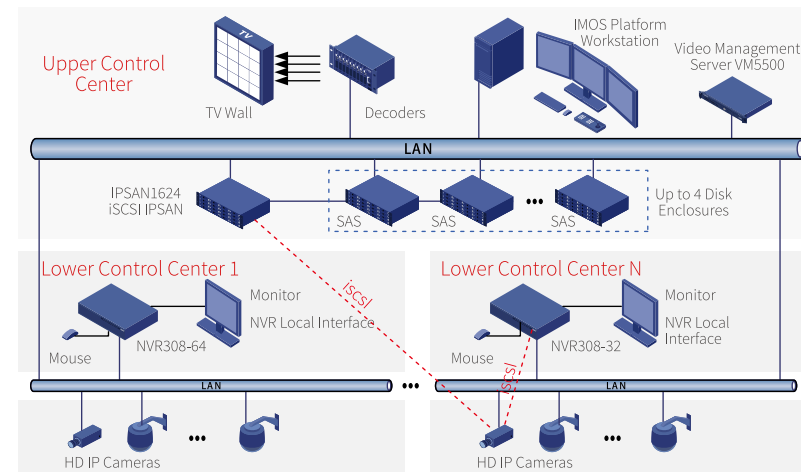 Upper Control
Center
TV
TV Wall
Decoders
IMOS Platform
Workstation
Video Management
Server VM5500
LAN
IPSAN1624
iSCSI IPSAN
SAS
SAS
SAS
Up to 4 Disk
Enclosures
Lower Control Center 1
Monitor
NVR Local Interface
NVR308-64
Mouse
iscsl
Lower Control Center N
Monitor
NVR Local
Interface
NVR308-32
Mouse
iscsl
LAN
LAN
HD IP Cameras
HD IP Cameras